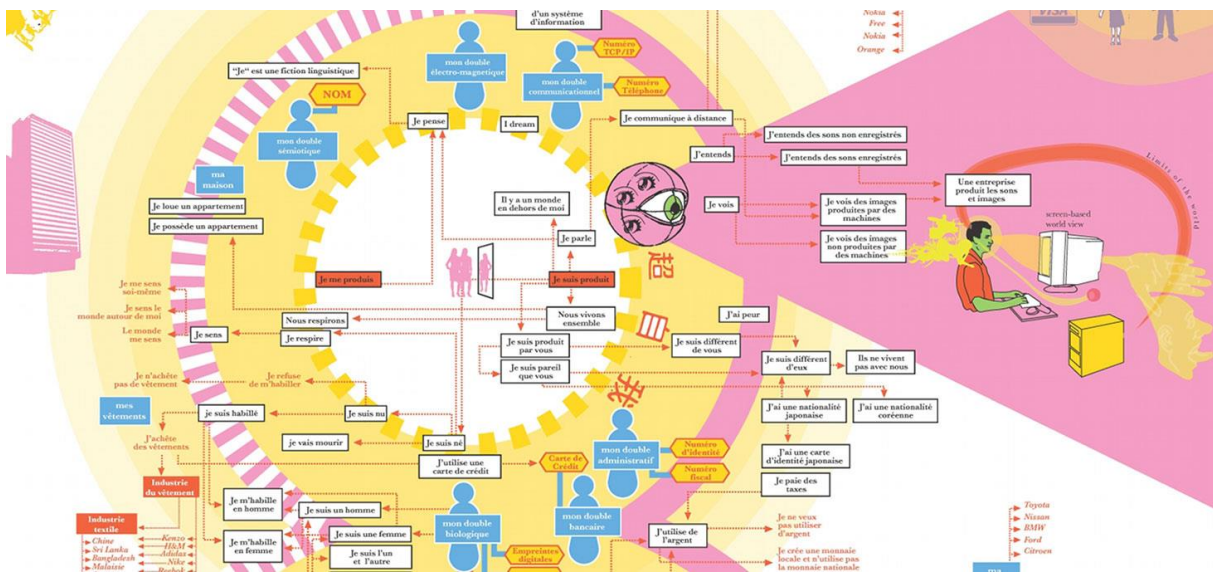 d'un système
d'information
Nokia
Free
Nokia
Orange
VISA
Numéro
TCP/IP
mon double
électro-magnetique
mon double
communicationnel
Numéro
Téléphone
"Je" est une fiction linguistique
NOM
Je pense
I dream
Je communique à distance
mon double
sémiotique
J'entends
J'entends des sons non enregistrés
J'entends des sons enregistrés
Limits of the world
ma
maison
Je loue un appartement
Je possède un appartement
Il y a un monde
en dehors de moi
Je parle
Je vois
Je vois des images
produites par des
machines
Je vois des images
non produites par
des machines
Une entreprise
produit les sons
et images
screen-based
world view
Je me produis
Je suis produit
超
日
我
Je me sens
soi-même
Je sens le
monde autour de moi
Le monde
me sens
Je sens
Nous respirons
Je respire
Nous vivons
ensemble
J'ai peur
Je suis produit
par vous
Je suis différent
de vous
Je suis pareil
que vous
Je suis différent
d'eux
Ils ne vivent
pas avec nous
Je n'achète
pas de vêtement
Je refuse
de m'habiller
mes
vêtements
je suis habillé
Je suis nu
J'ai une nationalité
japonaise
J'ai une nationalité
coréenne
J'achète
des vêtements
je vais mourir
Je suis né
J'utilise une
carte de crédit
Carte de
Crédit
mon double
administratif
Numéro
d'identité
Numéro
fiscal
J'ai une carte
d'identité japonaise
Je paie des
taxes
Industrie
du vêtement
Industrie
textile
Chine
Sri Lanka
Bangladesh
Malaisie
Kenzo
H&M
Adidas
Nike
Reebok
Je m'habille
en homme
Je suis un homme
Je m'habille
en femme
Je suis une femme
Je suis l'un
et l'autre
mon double
biologique
mon double
bancaire
Empreintes
digitales
J'utilise de
l'argent
Je ne veux
pas utiliser
d'argent
Je crée une monnaie
locale et n'utilise pas
la monnaie nationale
Toyota
Nizzan
BMW
Ford
Citroen
ma